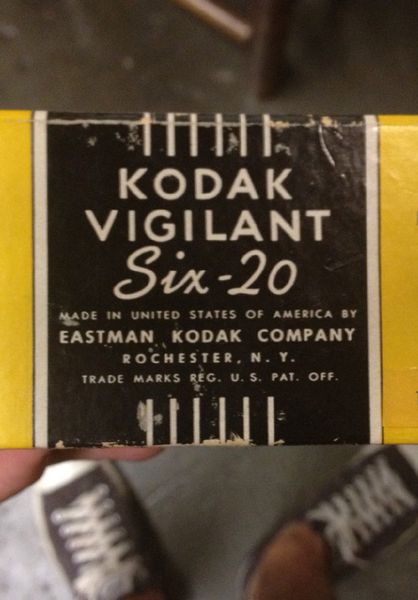 KODAK
VIGILANT
Six-20
MADE IN UNITED STATES OF AMERICA BY
EASTMAN KODAK COMPANY
ROCHESTER, N. Y.
TRADE MARKS REG. U. S. PAT. OFF.